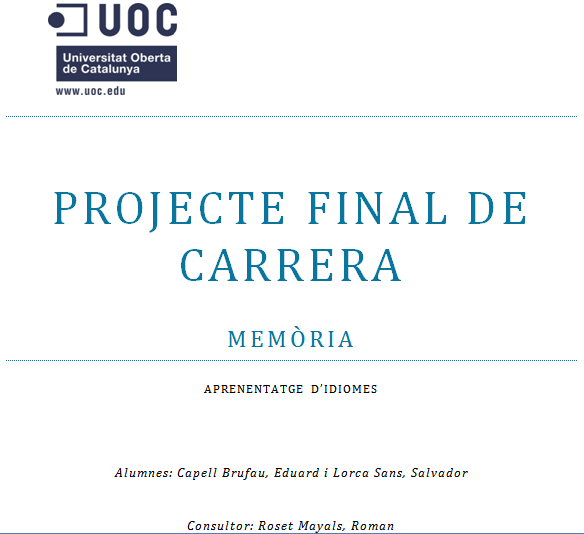 UOC
Universitat Oberta
de Catalunya
www.uoc.edu
PROJECTE FINAL DE
CARRERA
MEMÒRIA
APRENENTATGE D'IDIOMES
Alumnes: Capell Brufau, Eduard i Lorca Sans, Salvador
Consultor: Roset Mayals, Roman